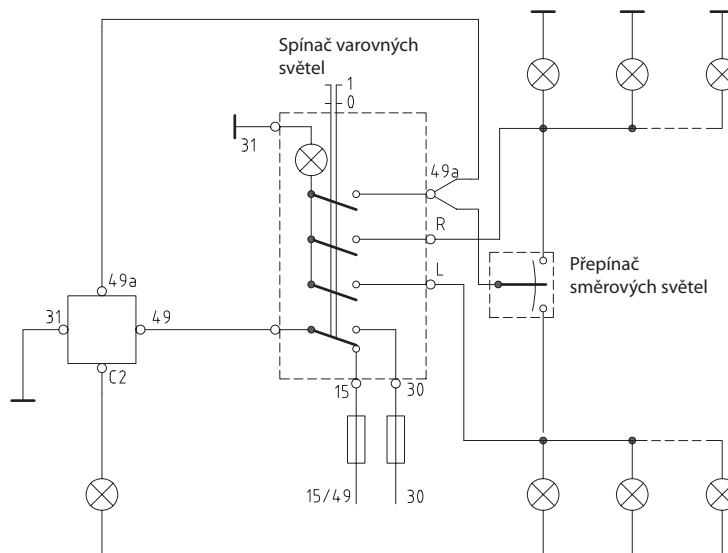 Spínač varovných
světel
1
0
31
49a
R
L
Přepínač
směrových světel
49a
31
49
C2
15
30
15/49
30